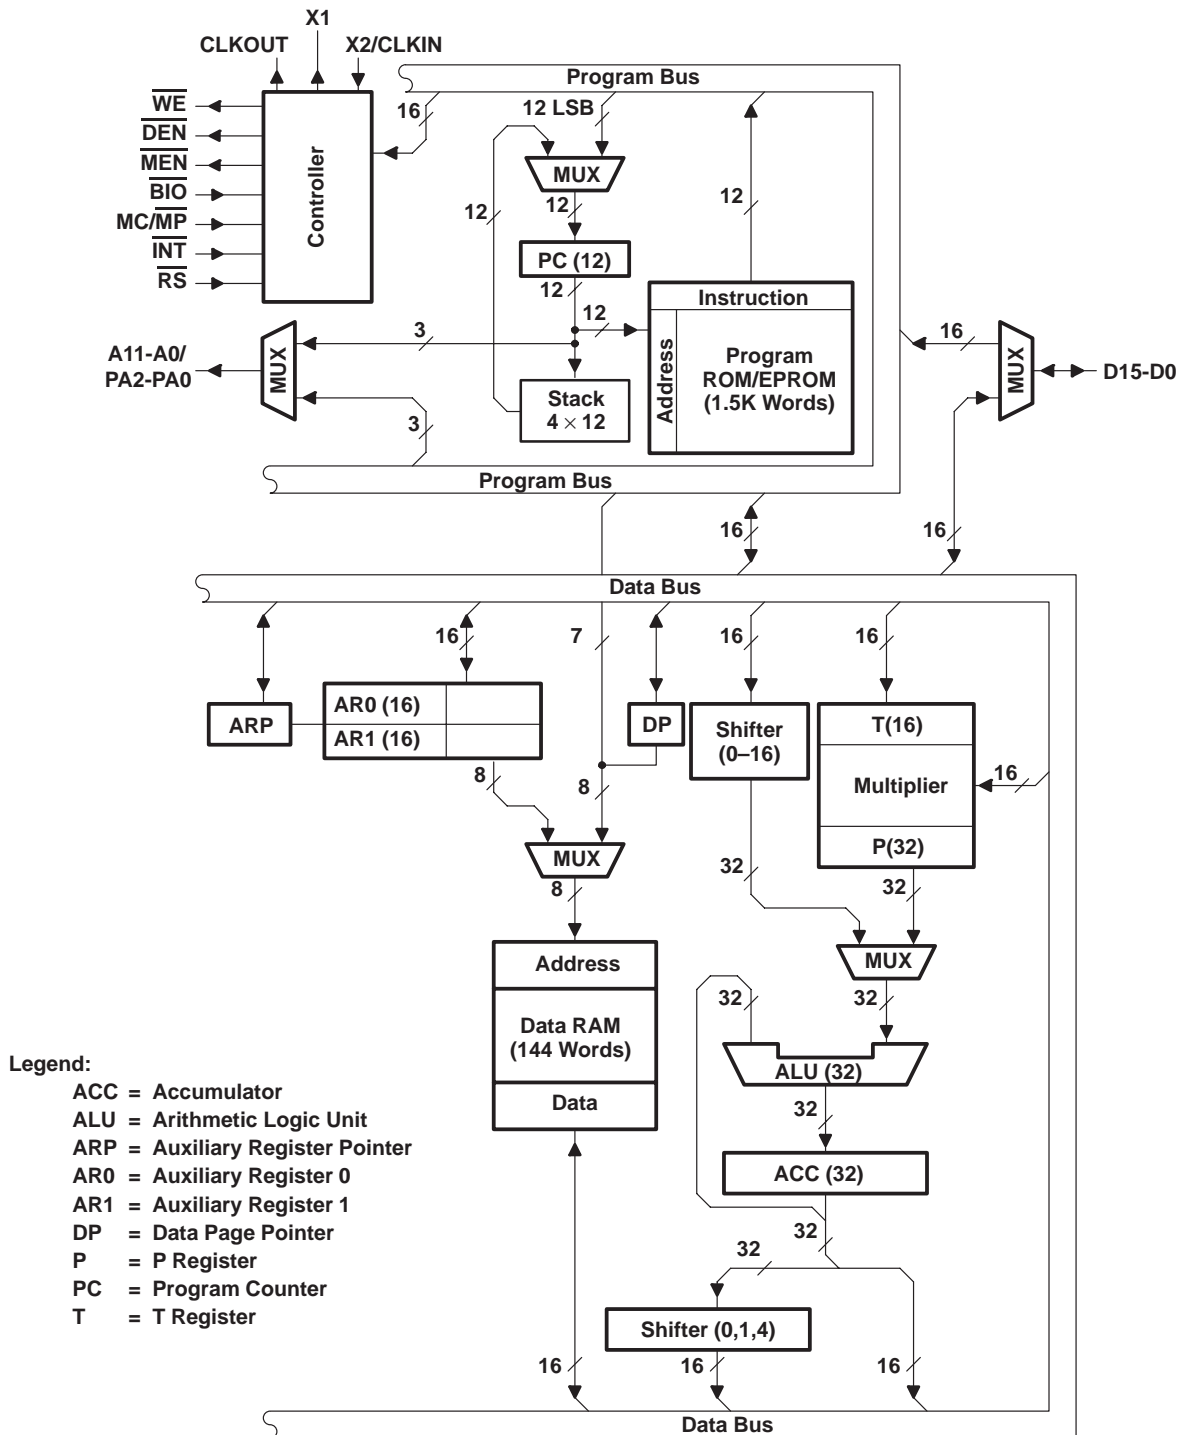 X1
CLKOUT
X2/CLKIN
Program Bus
WE
DEN
MEN
BIO
MC/MP
INT
RS
Controller
16
12 LSB
MUX
12
12
12
PC (12)
12
12
Instruction
Address
Program
ROM/EPROM
(1.5K Words)
Stack
4 × 12
3
A11-A0/
PA2-PA0
MUX
3
16
MUX
D15-D0
Program Bus
16
16
Data Bus
16
7
16
16
ARP
AR0 (16)
AR1 (16)
DP
Shifter
(0–16)
T(16)
Multiplier
P(32)
16
8
8
MUX
8
32
32
MUX
Address
Data RAM
(144 Words)
Data
32
32
ALU (32)
32
ACC (32)
32
32
Shifter (0,1,4)
16
16
16
Data Bus
Legend:
ACC = Accumulator
ALU = Arithmetic Logic Unit
ARP = Auxiliary Register Pointer
AR0 = Auxiliary Register 0
AR1 = Auxiliary Register 1
DP = Data Page Pointer
P = P Register
PC = Program Counter
T = T Register